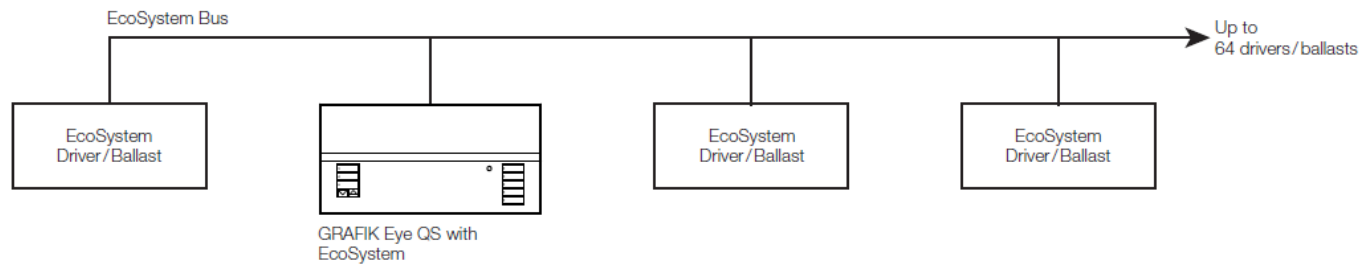 EcoSystem Bus
Up to
64 drivers/ballasts
EcoSystem
Driver/Ballast
EcoSystem
Driver/Ballast
EcoSystem
Driver/Ballast
GRAFIK Eye QS with
EcoSystem